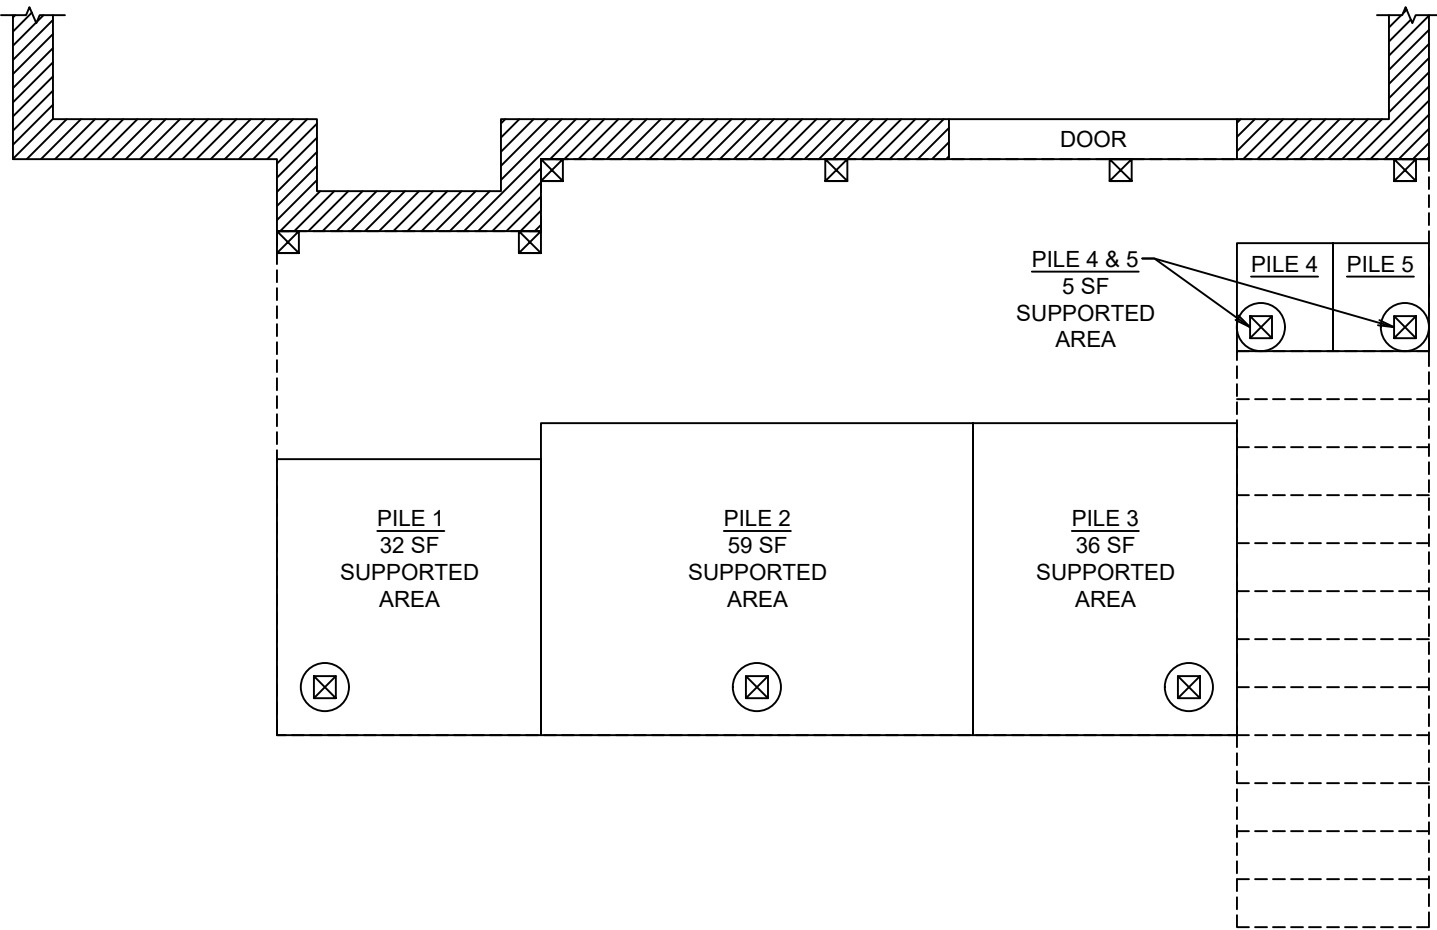 DOOR
PILE 4 & 5
5 SF
SUPPORTED
AREA
PILE 4
PILE 5
PILE 1
32 SF
SUPPORTED
AREA
PILE 2
59 SF
SUPPORTED
AREA
PILE 3
36 SF
SUPPORTED
AREA